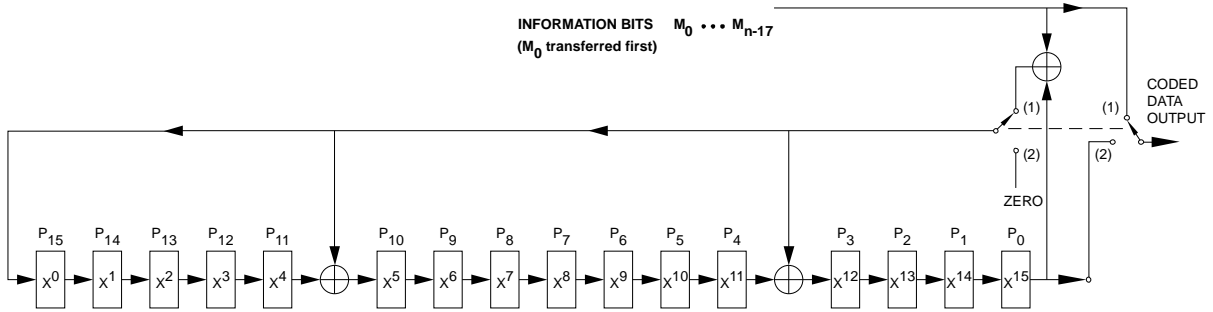 INFORMATION BITS M0 • • • Mn-17
(M0 transferred first)
CODED
DATA
OUTPUT
(1)
(1)
(2)
(2)
ZERO
P15 P14 P13 P12 P11 P10 P9 P8 P7 P6 P5 P4 P3 P2 P1 P0
X0 X1 X2 X3 X4 X5 X6 X7 X8 X9 X10 X11 X12 X13 X14 X15